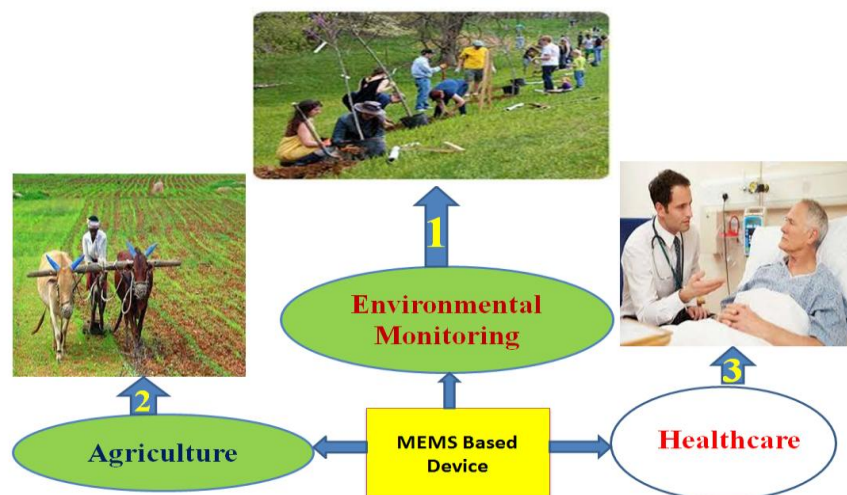 1
Environmental
Monitoring
2
3
Agriculture
MEMS Based
Device
Healthcare